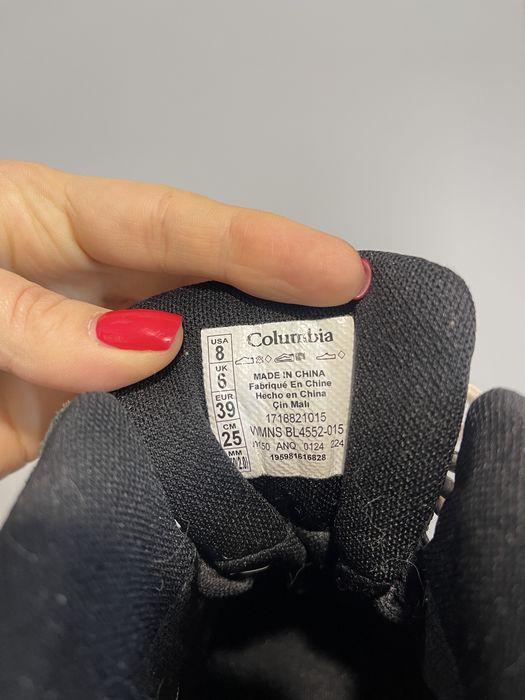 USA
8
UK
6
EUR
39
CM
25
MM
Columbia
MADE IN CHINA
Fabriqué En Chine
Hecho en China
Çin Malı
1718821015
WMNS BL4552-015
ANQ 0124 224
195981616828